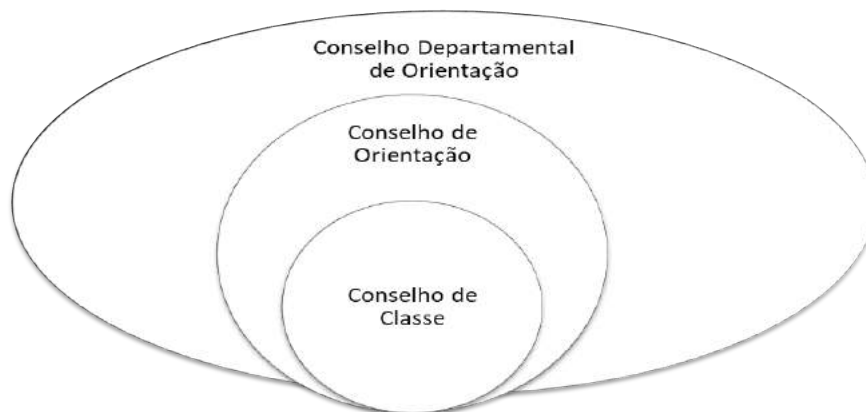 Conselho Departamental
de Orientação
Conselho de
Orientação
Conselho de
Classe